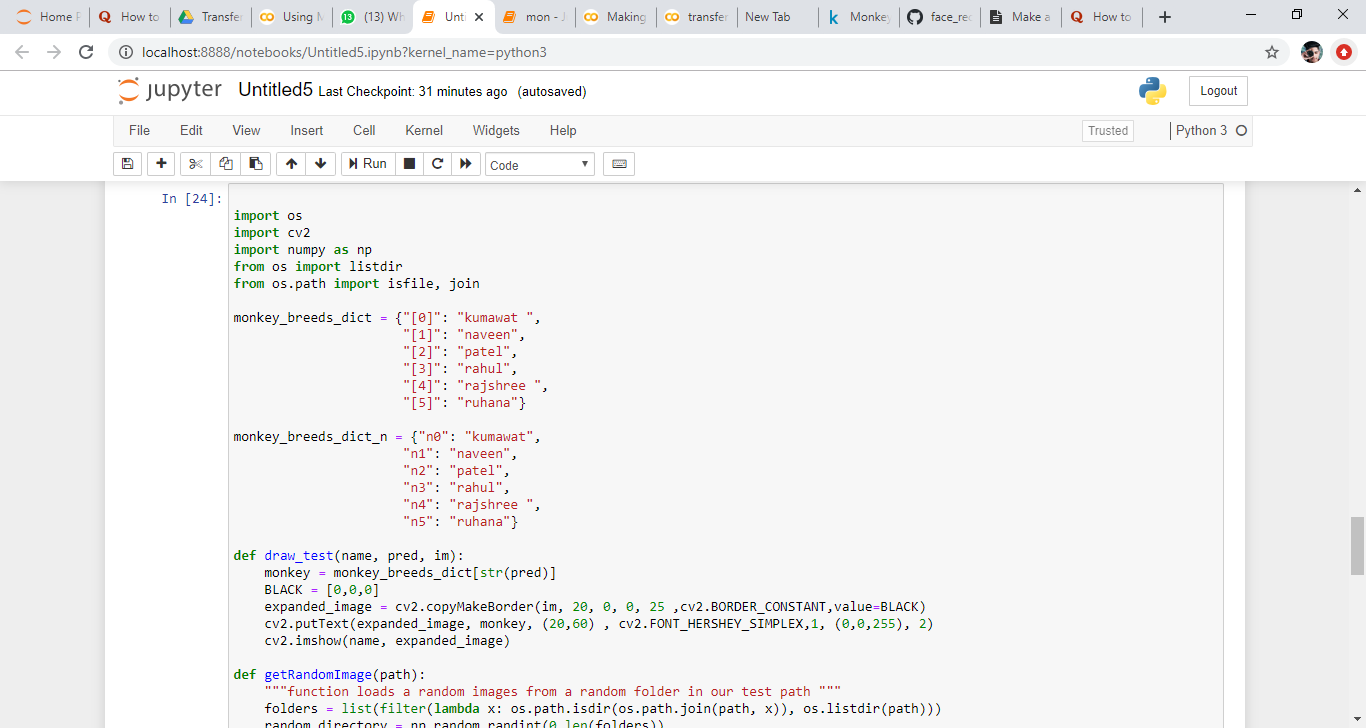 Home P
How to
Transfer
Using M
(13) Wh
Unti
mon - J
Making
transfer
New Tab
Monkey
face_rec
Make a
How to
localhost:8888/notebooks/Untitled5.ipynb?kernel_name=python3
jupyter Untitled5 Last Checkpoint: 31 minutes ago (autosaved)
Logout
File Edit View Insert Cell Kernel Widgets Help
Trusted
Python 3
Run
Code
In [24]:
import os
import cv2
import numpy as np
from os import listdir
from os.path import isfile, join
monkey_breeds_dict = {"[0]": "kumawat ",
"[1]": "naveen",
"[2]": "patel",
"[3]": "rahul",
"[4]": "rajshree ",
"[5]": "ruhana"}
monkey_breeds_dict_n = {"n0": "kumawat",
"n1": "naveen",
"n2": "patel",
"n3": "rahul",
"n4": "rajshree ",
"n5": "ruhana"}
def draw_test(name, pred, im):
monkey = monkey_breeds_dict[str(pred)]
BLACK = [0,0,0]
expanded_image = cv2.copyMakeBorder(im, 20, 0, 0, 25 ,cv2.BORDER_CONSTANT,value=BLACK)
cv2.putText(expanded_image, monkey, (20,60) , cv2.FONT_HERSHEY_SIMPLEX,1, (0,0,255), 2)
cv2.imshow(name, expanded_image)
def getRandomImage(path):
"""function loads a random images from a random folder in our test path """
folders = list(filter(lambda x: os.path.isdir(os.path.join(path, x)), os.listdir(path)))
random_directory = np.random.randint(0,len(folders))